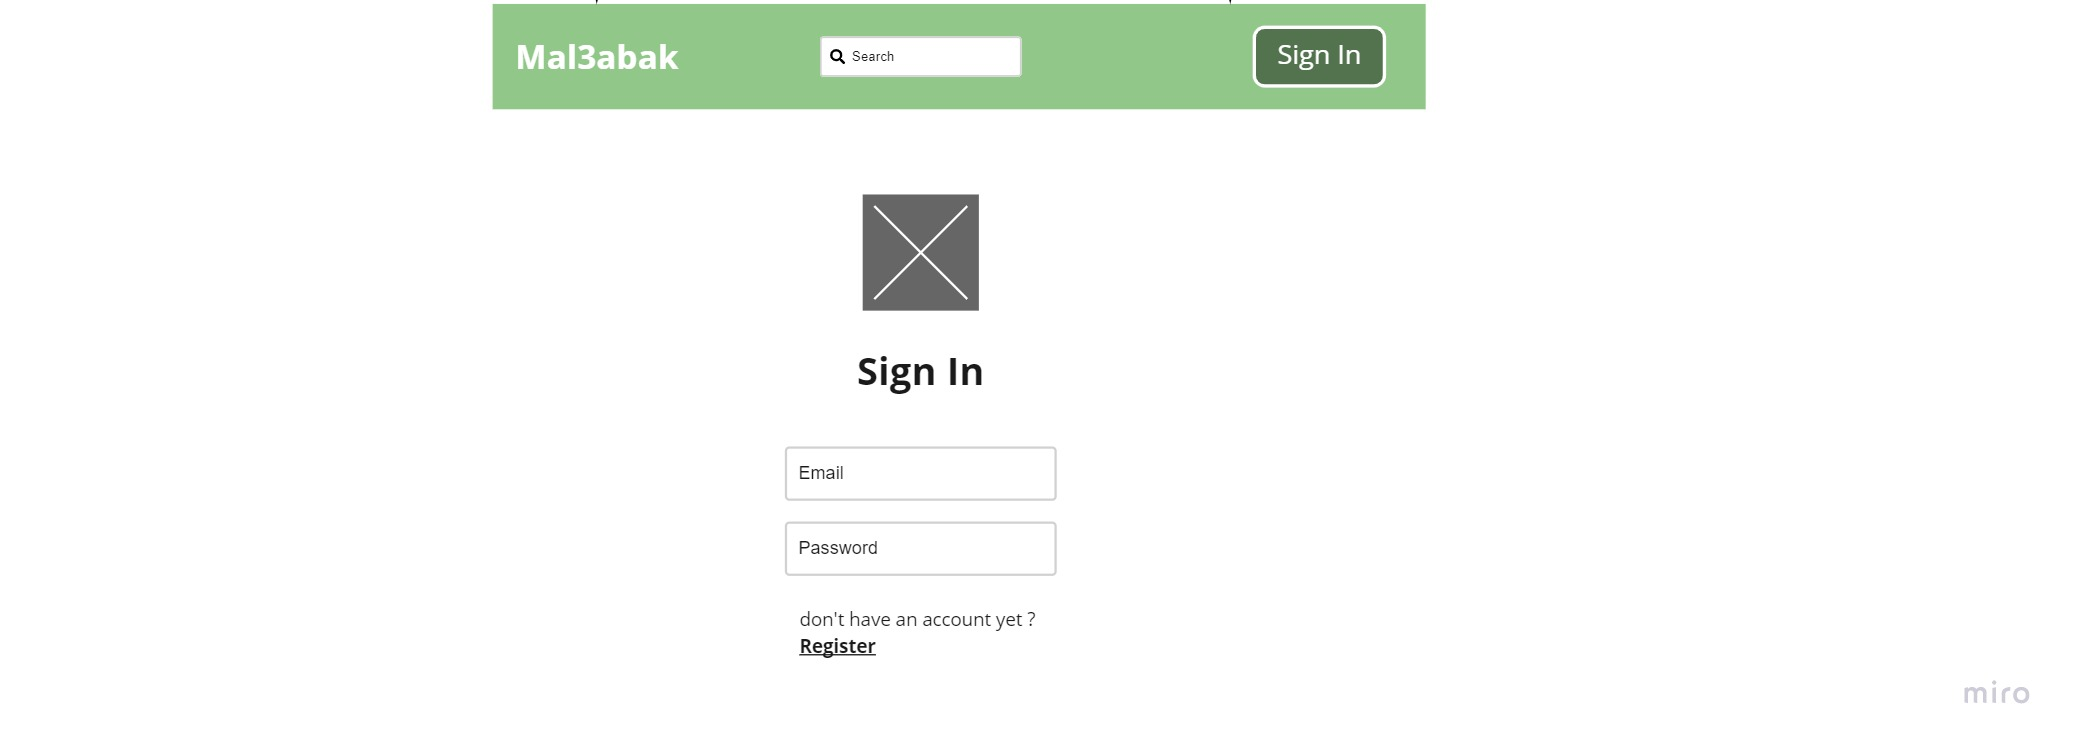 Mal3abak
Search
Sign In
Sign In
Email
Password
don't have an account yet ?
Register
miro